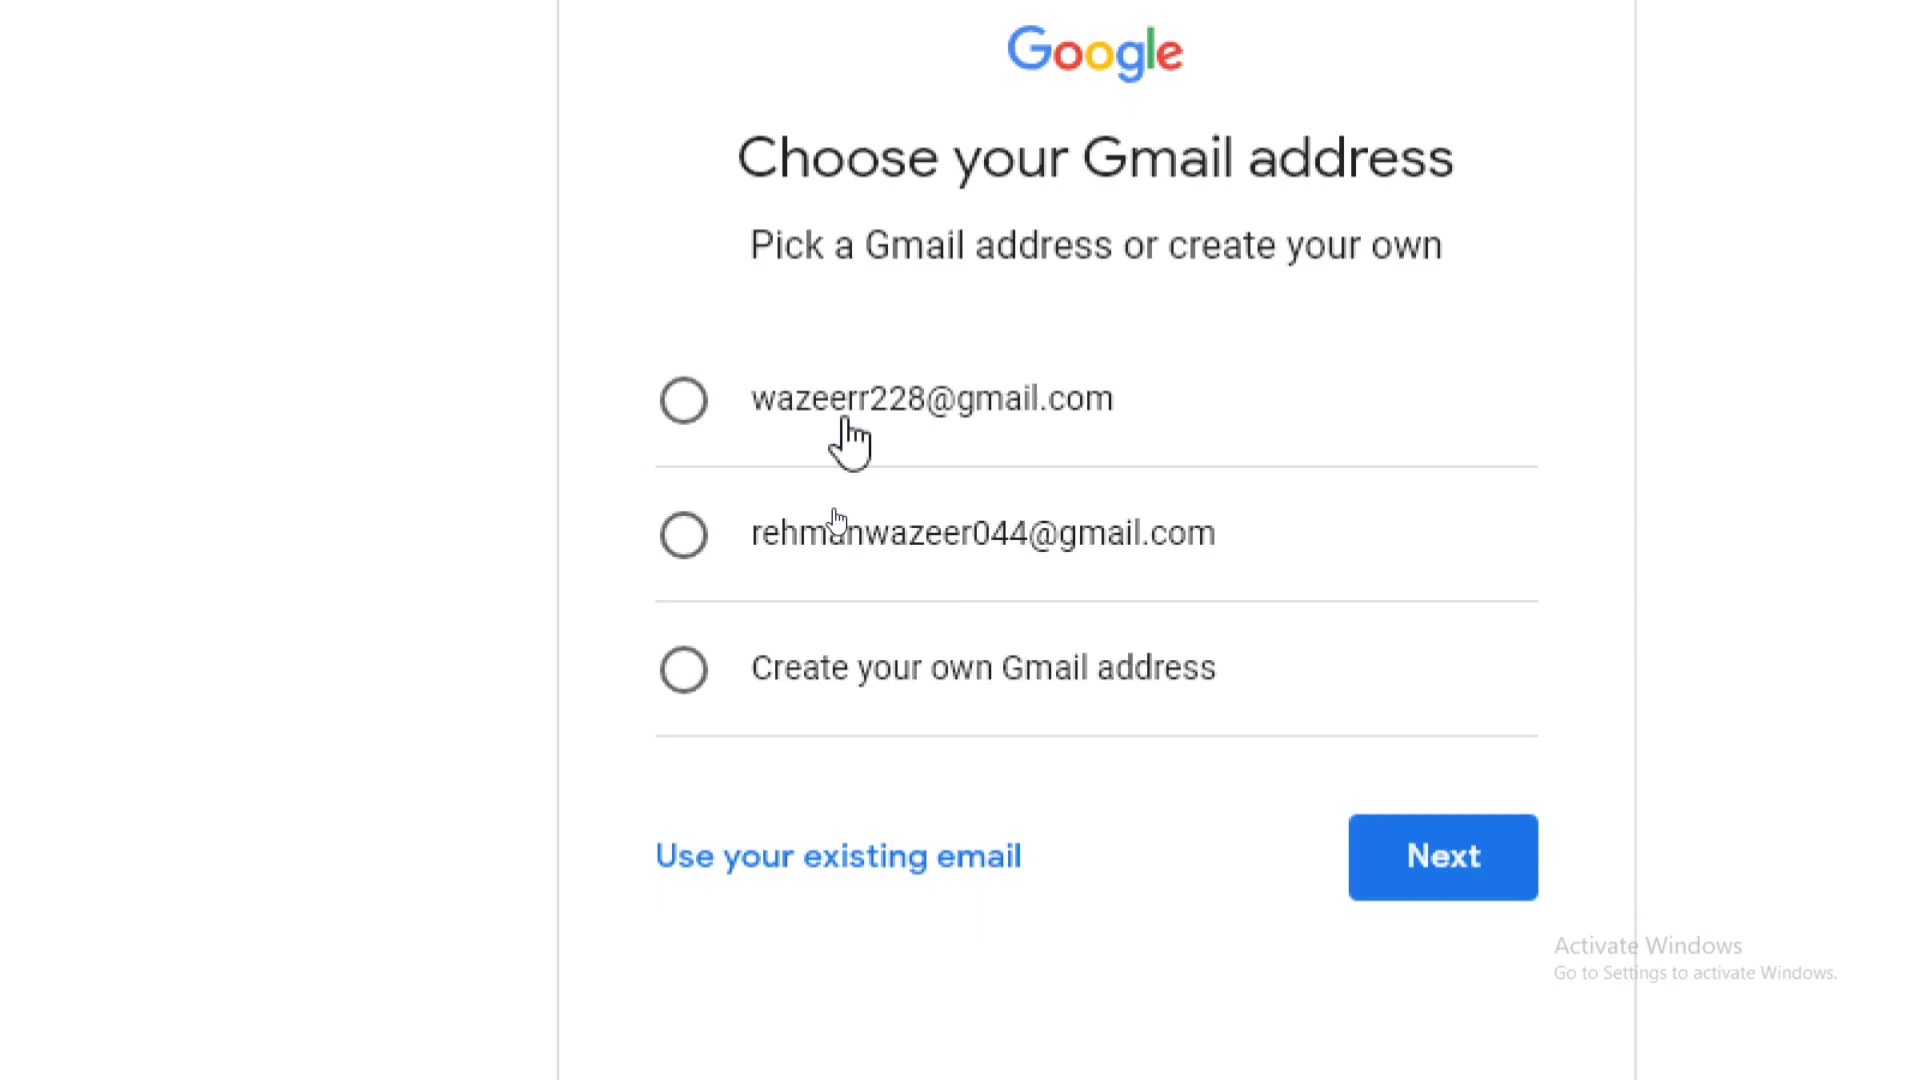 Google
Choose your Gmail address
Pick a Gmail address or create your own
wazeerr228@gmail.com
rehmanwazeer044@gmail.com
Create your own Gmail address
Use your existing email
Next
Activate Windows
Go to Settings to activate Windows.